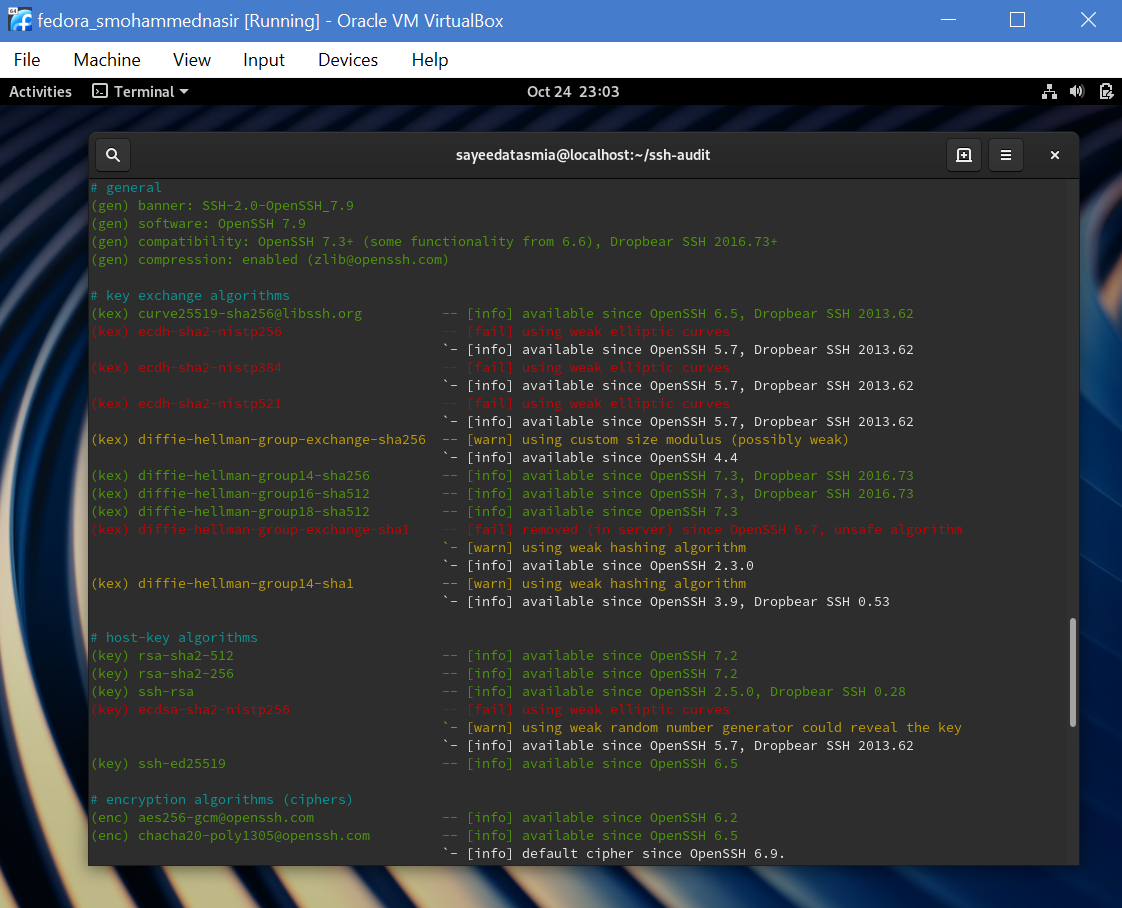 fedora_smohammednasir [Running] - Oracle VM VirtualBox
File Machine View Input Devices Help
Activities Terminal Oct 24 23:03
sayeedatasmia@localhost:~/ssh-audit
# general
(gen) banner: SSH-2.0-OpenSSH_7.9
(gen) software: OpenSSH 7.9
(gen) compatibility: OpenSSH 7.3+ (some functionality from 6.6), Dropbear SSH 2016.73+
(gen) compression: enabled (zlib@openssh.com)
# key exchange algorithms
(kex) curve25519-sha256@libssh.org -- [info] available since OpenSSH 6.5, Dropbear SSH 2013.62
(kex) ecdh-sha2-nistp256 -- [fail] using weak elliptic curves
`- [info] available since OpenSSH 5.7, Dropbear SSH 2013.62
(kex) ecdh-sha2-nistp384 -- [fail] using weak elliptic curves
`- [info] available since OpenSSH 5.7, Dropbear SSH 2013.62
(kex) ecdh-sha2-nistp521 -- [fail] using weak elliptic curves
`- [info] available since OpenSSH 5.7, Dropbear SSH 2013.62
(kex) diffie-hellman-group-exchange-sha256 -- [warn] using custom size modulus (possibly weak)
`- [info] available since OpenSSH 4.4
(kex) diffie-hellman-group14-sha256 -- [info] available since OpenSSH 7.3, Dropbear SSH 2016.73
(kex) diffie-hellman-group16-sha512 -- [info] available since OpenSSH 7.3, Dropbear SSH 2016.73
(kex) diffie-hellman-group18-sha512 -- [info] available since OpenSSH 7.3
(kex) diffie-hellman-group-exchange-sha1 -- [fail] removed (in server) since OpenSSH 6.7, unsafe algorithm
`- [warn] using weak hashing algorithm
`- [info] available since OpenSSH 2.3.0
(kex) diffie-hellman-group14-sha1 -- [warn] using weak hashing algorithm
`- [info] available since OpenSSH 3.9, Dropbear SSH 0.53
# host-key algorithms
(key) rsa-sha2-512 -- [info] available since OpenSSH 7.2
(key) rsa-sha2-256 -- [info] available since OpenSSH 7.2
(key) ssh-rsa -- [info] available since OpenSSH 2.5.0, Dropbear SSH 0.28
(key) ecdsa-sha2-nistp256 -- [fail] using weak elliptic curves
`- [warn] using weak random number generator could reveal the key
`- [info] available since OpenSSH 5.7, Dropbear SSH 2013.62
(key) ssh-ed25519 -- [info] available since OpenSSH 6.5
# encryption algorithms (ciphers)
(enc) aes256-gcm@openssh.com -- [info] available since OpenSSH 6.2
(enc) chacha20-poly1305@openssh.com -- [info] available since OpenSSH 6.5
`- [info] default cipher since OpenSSH 6.9.